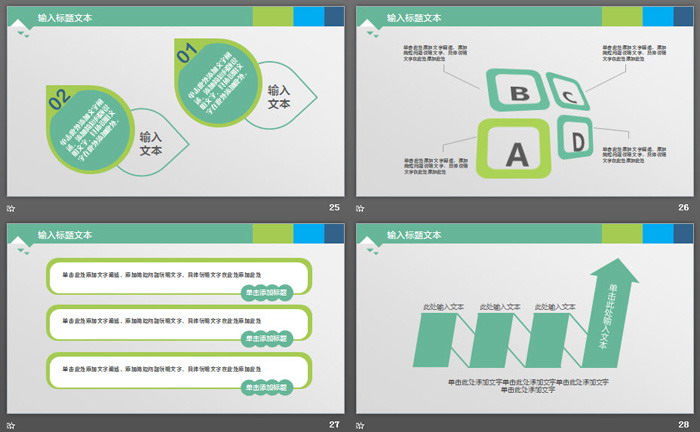 输入标题文本
01
单击此处添加文字阐
述，添加简短问题说
明文字，具体说明文
字在此处添加此处。
输入
文本
02
单击此处添加文字阐
述，添加简短问题说
明文字，具体说明文
字在此处添加此处。
输入
文本
25
输入标题文本
单击此处添加文字阐述，添加
简短问题说明文字，具体说明
文字在此处添加此处
单击此处添加文字阐述，添加
简短问题说明文字，具体说明
文字在此处添加此处
B
C
A
D
单击此处添加文字阐述，添加
简短问题说明文字，具体说明
文字在此处添加此处
单击此处添加文字阐述，添加
简短问题说明文字，具体说明
文字在此处添加此处
26
输入标题文本
单击此处添加文字阐述，添加简短问题说明文字，具体说明文字在此处添加此处
单击添加标题
单击此处添加文字阐述，添加简短问题说明文字，具体说明文字在此处添加此处
单击添加标题
单击此处添加文字阐述，添加简短问题说明文字，具体说明文字在此处添加此处
单击添加标题
27
输入标题文本
此处输入文本
此处输入文本
此处输入文本
单击此处输入文本
单击此处添加文字单击此处添加文字单击此处添加文字
单击此处添加文字
28